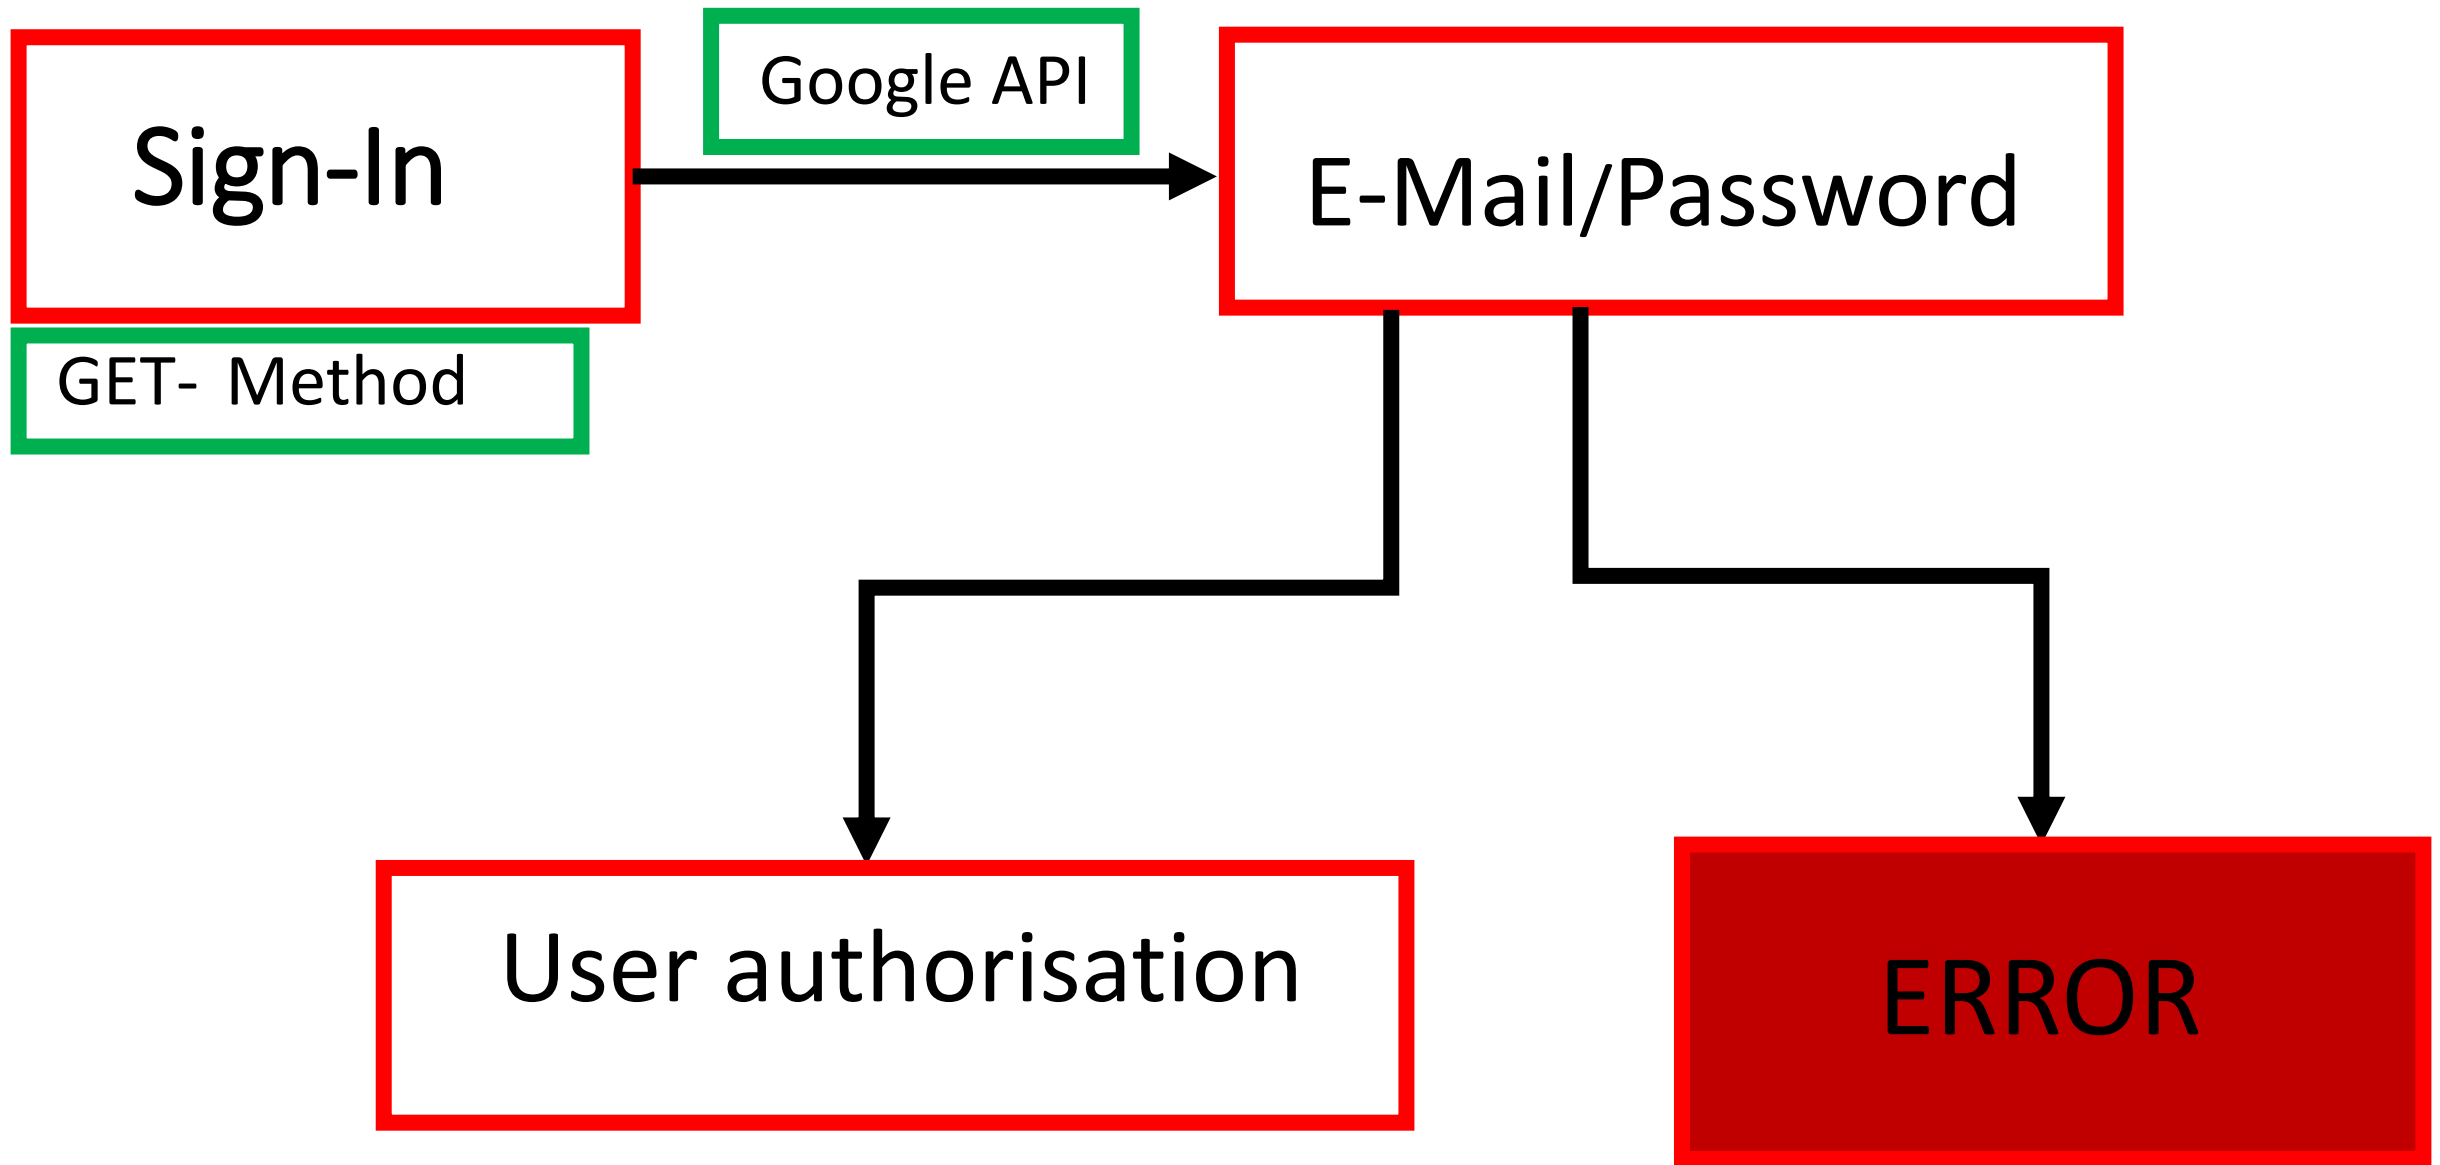 Google API
Sign-In
E-Mail/Password
GET-  Method
User authorisation
ERROR